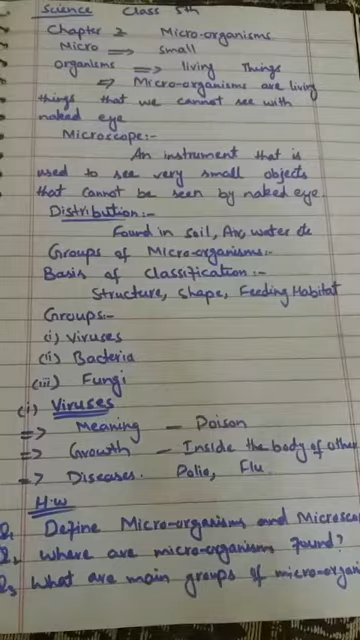 Science Class 5th
Chapter 2 Micro-organisms
Micro => Small
Organisms => living Things
=> Micro-organisms are living
things that we cannot see with
naked eye
Microscope:-
An instrument that is
used to see very small objects
that cannot be seen by naked eye.
Distribution:-
Found in Soil, Air, water etc
Groups of Micro-organisms:-
Basis of Classification:-
Structure, Shape, Feeding Habitat
Groups:-
(i) Viruses
(ii) Bacteria
(iii) Fungi
(i) Viruses
=> Meaning - Poison
=> Growth - Inside the body of other
=> Diseases. Polio, Flu
H.w
Q1 Define Micro-organisms and Microscop
Q2 Where are micro-organisms found?
Q3 What are main groups of micro-organi